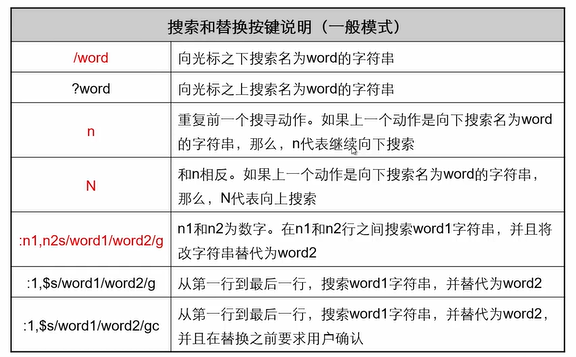 搜索和替换按键说明（一般模式）
/word
向光标之下搜索名为word的字符串
?word
向光标之上搜索名为word的字符串
n
重复前一个搜寻动作。如果上一个动作是向下搜索名为word
的字符串，那么，n代表继续向下搜索
N
和n相反。如果上一个动作是向下搜索名为word的字符串，
那么，N代表向上搜索
:n1,n2s/word1/word2/g
n1和n2为数字。在n1和n2行之间搜索word1字符串，并且将
改字符串替代为word2
:1,$s/word1/word2/g
从第一行到最后一行，搜索word1字符串，并替代为word2
:1,$s/word1/word2/gc
从第一行到最后一行，搜索word1字符串，并替代为word2，
并且在替换之前要求用户确认